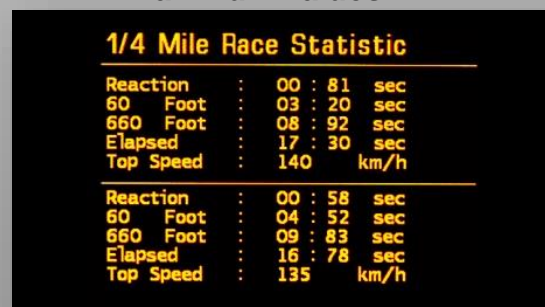 1/4 Mile Race Statistic
Reaction : 00 : 81 sec
60 Foot : 03 : 20 sec
660 Foot : 08 : 92 sec
Elapsed : 17 : 30 sec
Top Speed : 140 km/h
Reaction : 00 : 58 sec
60 Foot : 04 : 52 sec
660 Foot : 09 : 83 sec
Elapsed : 16 : 78 sec
Top Speed : 135 km/h